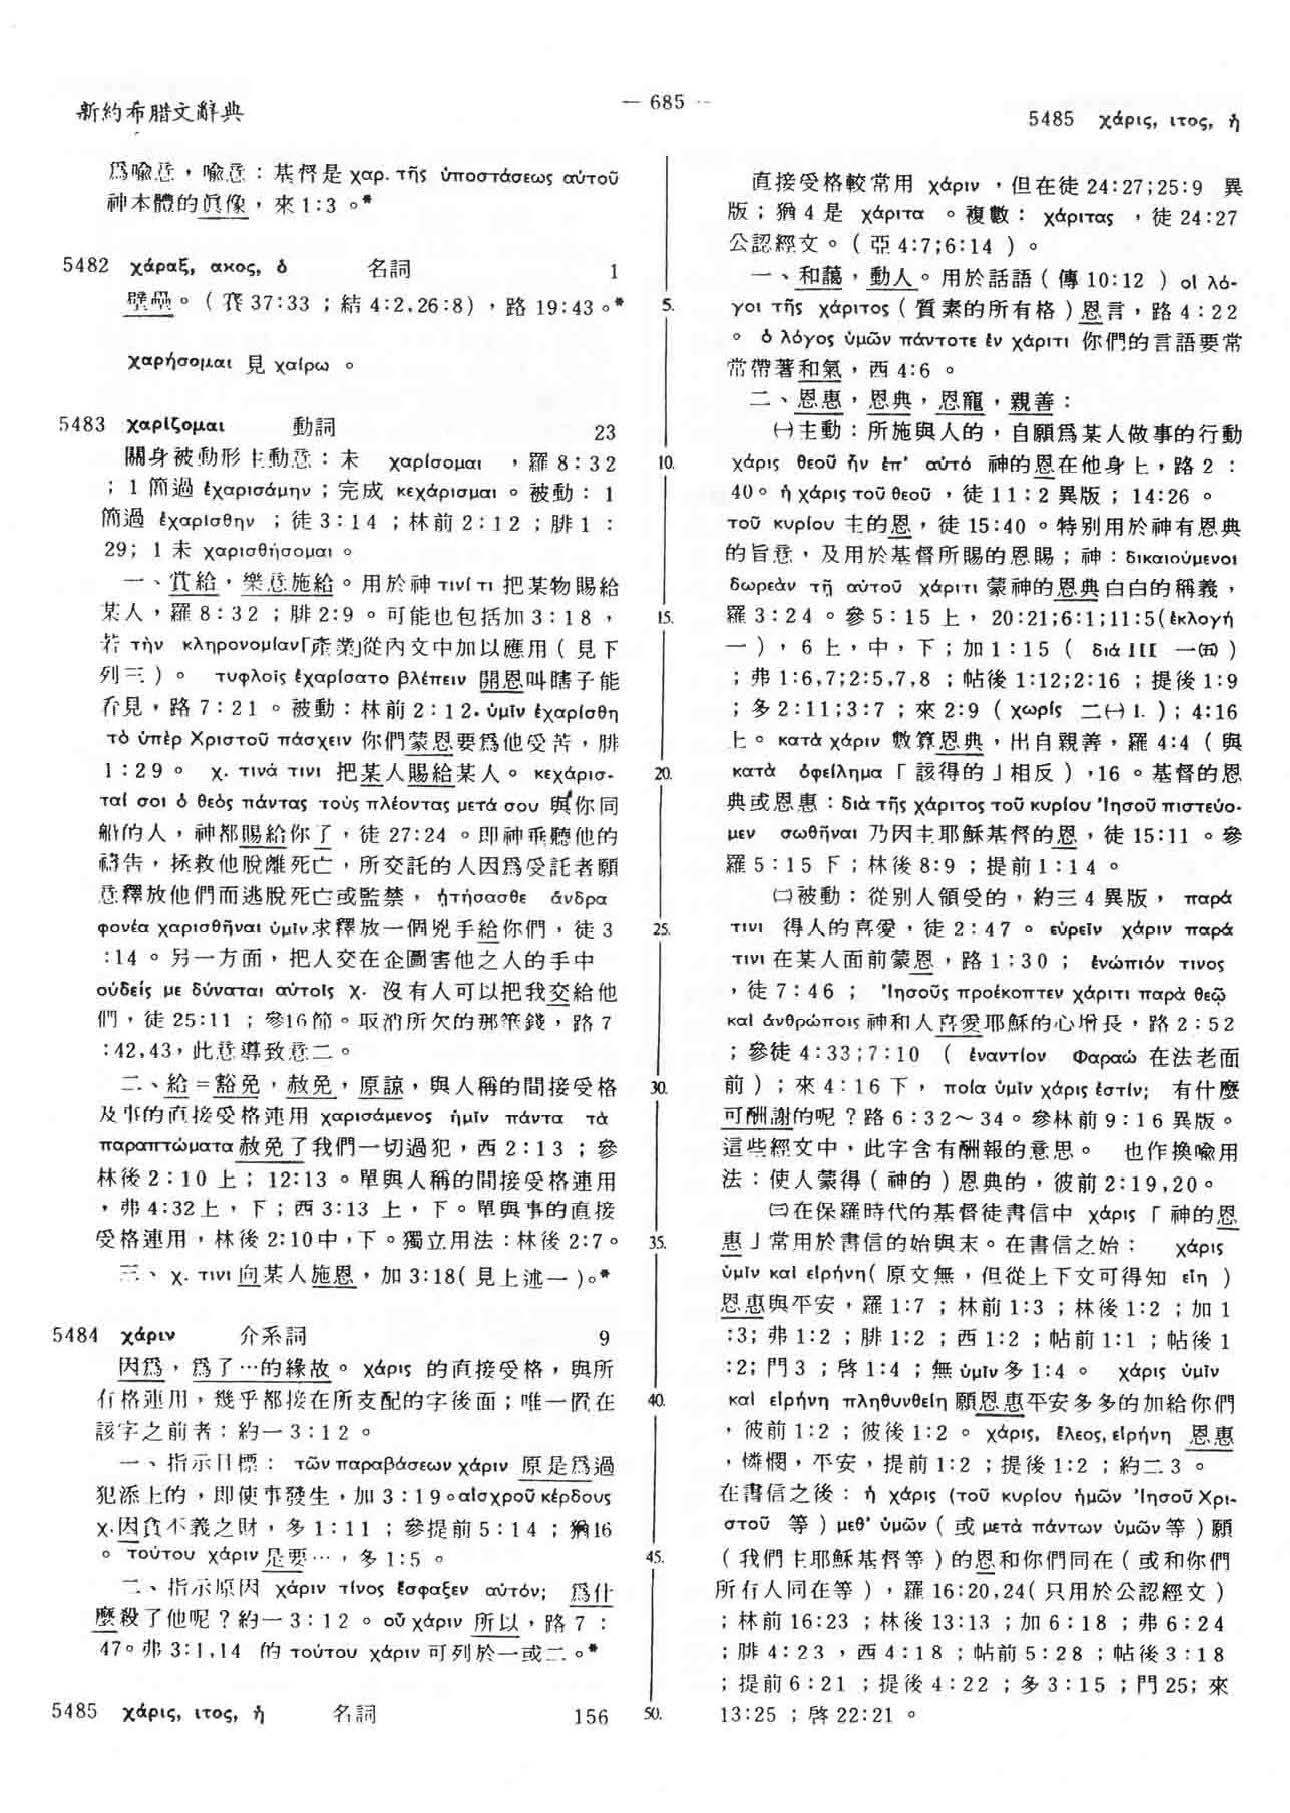 新約希腊文辭典
— 685 —
5485 χάρις, ιτος, ἡ
爲喩意，喩意：基督是 χαρ. τῆς ὑποστάσεως αὐτοῦ
神本體的眞像，來1:3。*
5482 χάραξ, ακος, ὁ 名詞 1
壁壘。（賽37:33；結4:2,26:8），路19:43。*
χαρήσομαι 見 χαίρω。
5483 χαρίζομαι 動詞 23
關身被動形主動意：未 χαρίσομαι ，羅8:32
；1簡過 ἐχαρισάμην；完成 κεχάρισμαι。被動：1
簡過 ἐχαρίσθην ；徒3:14；林前2:12；腓1：
29；1未 χαρισθήσομαι。
一、賞給，樂意施給。用於神 τινί τι 把某物賜給
某人，羅8:32；腓2:9。可能也包括加3:18，
若 τὴν κληρονομίαν「產業」從內文中加以應用（見下
列三）。 τυφλοῖς ἐχαρίσατο βλέπειν 開恩叫瞎子能
看見，路7:21。被動：林前2:12. ὑμῖν ἐχαρίσθη
τὸ ὑπὲρ Χριστοῦ πάσχειν 你們蒙恩要爲他受苦，腓
1:29。 χ. τινά τινι 把某人賜給某人。κεχάρισ-
ταί σοι ὁ θεὸς πάντας τοὺς πλέοντας μετά σου 與你同
船的人，神都賜給你了，徒27:24。即神垂聽他的
禱告，拯救他脫離死亡，所交託的人因爲受託者願
意釋放他們而逃脫死亡或監禁， ᾐτήσασθε ἄνδρα
φονέα χαρισθῆναι ὑμῖν 求釋放一個兇手給你們，徒3
:14。另一方面，把人交在企圖害他之人的手中
οὐδείς με δύναται αὐτοῖς χ. 沒有人可以把我交給他
們，徒25:11；參16節。取消所欠的那筆錢，路7
:42,43，此意導致意二。
二、給＝豁免，赦免，原諒，與人稱的間接受格
及事的直接受格連用 χαρισάμενος ἡμῖν πάντα τὰ
παραπτώματα 赦免了我們一切過犯，西2:13；參
林後2:10上；12:13。單與人稱的間接受格連用
，弗4:32上，下；西3:13上，下。單與事的直接
受格連用，林後2:10中，下。獨立用法：林後2:7。
三、χ. τινι 向某人施恩，加3:18（見上述一）。*
5484 χάριν 介系詞 9
因爲，爲了…的緣故。χάρις 的直接受格，與所
有格連用，幾乎都接在所支配的字後面；唯一置在
該字之前者：約一3:12。
一、指示目標： τῶν παραβάσεων χάριν 原是爲過
犯添上的，即使事發生，加3:19。αἰσχροῦ κέρδους
χ. 因貪不義之財，多1:11；參提前5:14；猶16
。τούτου χάριν 是要…，多1:5。
二、指示原因 χάριν τίνος ἔσφαξεν αὐτόν; 爲什
麼殺了他呢？約一3:12。οὗ χάριν 所以，路7：
47。弗3:1,14 的 τούτου χάριν 可列於一或二。*
5485 χάρις, ιτος, ἡ 名詞 156
5.
10.
15.
20.
25.
30.
35.
40.
45.
50.
直接受格較常用 χάριν，但在徒24:27;25:9 異
版；猶4是 χάριτα 。複數： χάριτας ，徒24:27
公認經文。（亞4:7;6:14）。
一、和藹，動人。用於話語（傳10:12）οἱ λό-
γοι τῆς χάριτος（質素的所有格）恩言，路4:22
。 ὁ λόγος ὑμῶν πάντοτε ἐν χάριτι 你們的言語要常
常帶著和氣，西4:6。
二、恩惠，恩典，恩寵，親善：
㈠主動：所施與人的，自願爲某人做事的行動
χάρις θεοῦ ἦν ἐπ' αὐτό 神的恩在他身上，路2：
40。ἡ χάρις τοῦ θεοῦ，徒11:2異版；14:26。
τοῦ κυρίου 主的恩，徒15:40。特別用於神有恩典
的旨意，及用於基督所賜的恩賜；神：δικαιούμενοι
δωρεὰν τῇ αὐτοῦ χάριτι 蒙神的恩典白白的稱義，
羅3:24。參5:15上，20:21;6:1;11:5(ἐκλογή
一），6上，中，下；加1:15（ διά III 一㈤）
；弗1:6,7;2:5,7,8；帖後1:12;2:16；提後1:9
；多2:11;3:7；來2:9（χωρίς 二㈠1.）；4:16
上。κατὰ χάριν 數算恩典，出自親善，羅4:4（與
κατὰ ὀφείλημα「該得的」相反），16。基督的恩
典或恩惠：διὰ τῆς χάριτος τοῦ κυρίου Ἰησοῦ πιστεύο-
μεν σωθῆναι 乃因主耶穌基督的恩，徒15:11。參
羅5:15下；林後8:9；提前1:14。
㈡被動：從別人領受的，約三4異版， παρά
τινι 得人的喜愛，徒2:47。εὑρεῖν χάριν παρά
τινι 在某人面前蒙恩，路1:30； ἐνώπιόν τινος
，徒7:46； Ἰησοῦς προέκοπτεν χάριτι παρὰ θεῷ
καὶ ἀνθρώποις 神和人喜愛耶穌的心增長，路2:52
；參徒4:33;7:10（ ἐναντίον Φαραώ 在法老面
前）；來4:16下， ποία ὑμῖν χάρις ἐστίν; 有什麼
可酬謝的呢？路6:32～34。參林前9:16異版。
這些經文中，此字含有酬報的意思。 也作換喩用
法：使人蒙得（神的）恩典的，彼前2:19,20。
㈢在保羅時代的基督徒書信中 χάρις「神的恩
惠」常用於書信的始與末。在書信之始： χάρις
ὑμῖν καὶ εἰρήνη（原文無，但從上下文可得知 εἴη）
恩惠與平安，羅1:7；林前1:3；林後1:2；加1
:3；弗1:2；腓1:2；西1:2；帖前1:1；帖後1
:2；門3；啓1:4；無 ὑμῖν 多1:4。 χάρις ὑμῖν
καὶ εἰρήνη πληθυνθείη 願恩惠平安多多的加給你們
，彼前1:2；彼後1:2。χάρις, ἔλεος, εἰρήνη 恩惠
，憐憫，平安，提前1:2；提後1:2；約二3。
在書信之後：ἡ χάρις (τοῦ κυρίου ἡμῶν Ἰησοῦ Χρι-
στοῦ 等）μεθ' ὑμῶν（或 μετὰ πάντων ὑμῶν 等）願
（我們主耶穌基督等）的恩和你們同在（或和你們
所有人同在等），羅16:20,24（只用於公認經文）
；林前16:23；林後13:13；加6:18；弗6:24
；腓4:23，西4:18；帖前5:28；帖後3:18
；提前6:21；提後4:22；多3:15；門25；來
13:25；啓22:21。